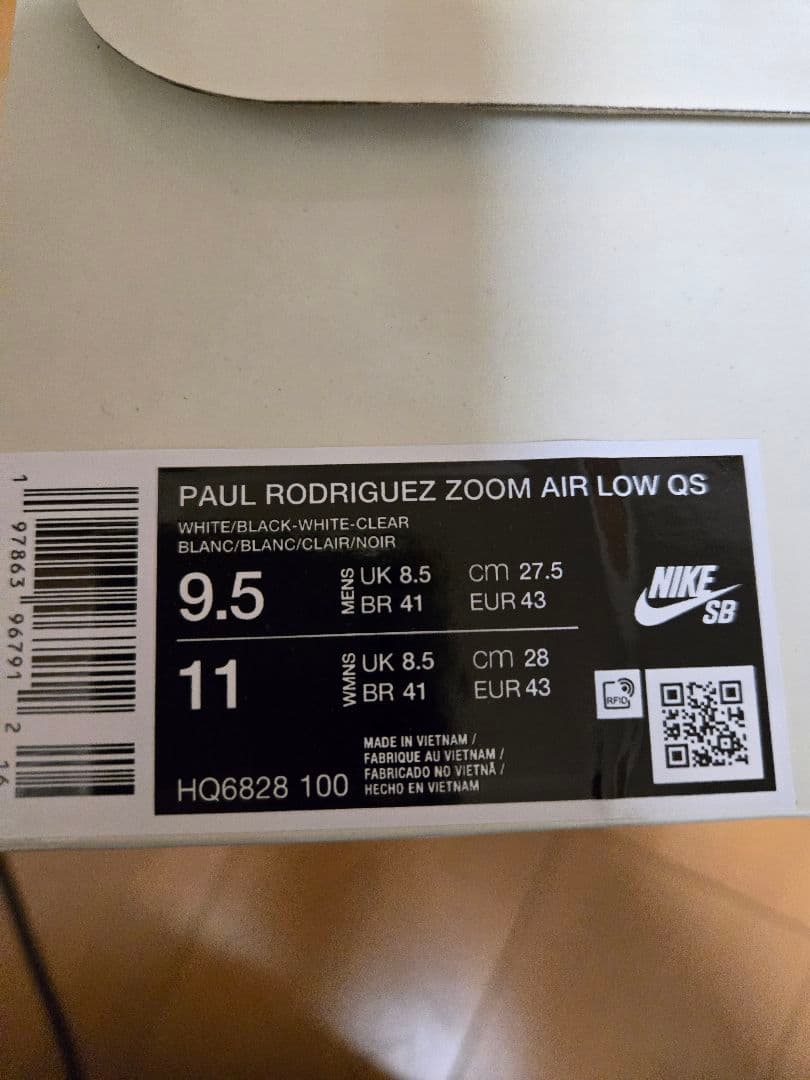 PAUL RODRIGUEZ ZOOM AIR LOW QS
WHITE/BLACK-WHITE-CLEAR
BLANC/BLANC/CLAIR/NOIR
9.5
MENS
UK 8.5
cm 27.5
BR 41
EUR 43
11
WMNS
UK 8.5
cm 28
BR 41
EUR 43
NIKE
SB
RFID
MADE IN VIETNAM /
FABRIQUE AU VIETNAM /
FABRICADO NO VIETNÃ /
HECHO EN VIETNAM
HQ6828 100
1 97863 96791 2